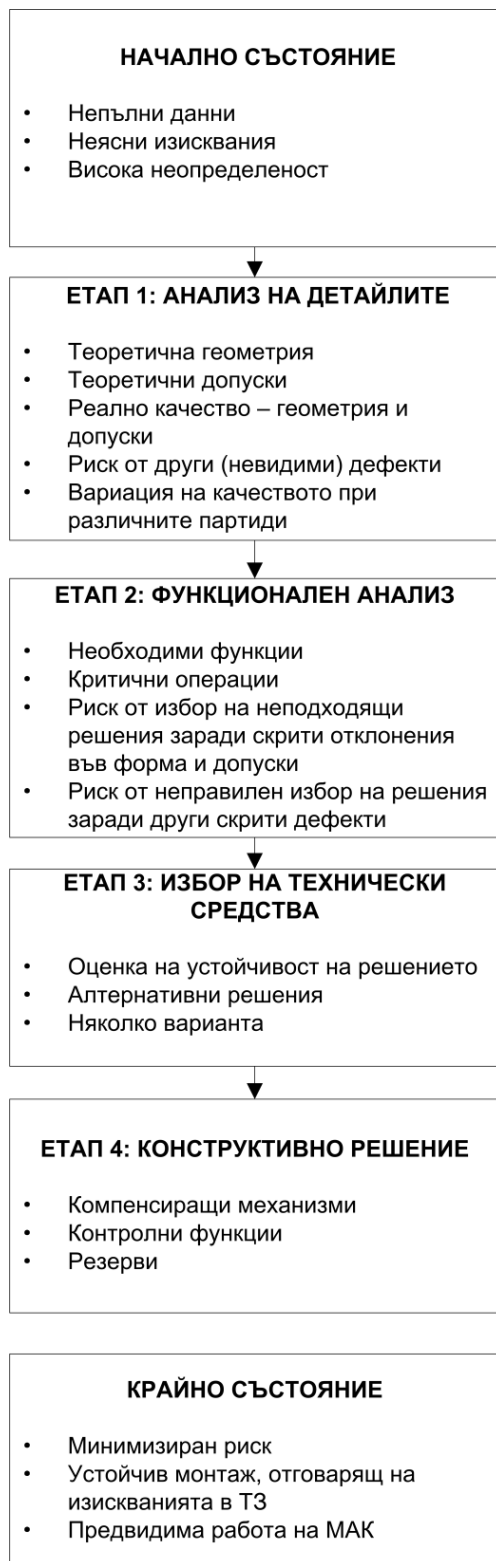 НАЧАЛНО СЪСТОЯНИЕ
• Непълни данни
• Неясни изисквания
• Висока неопределеност
ЕТАП 1: АНАЛИЗ НА ДЕТАЙЛИТЕ
• Теоретична геометрия
• Теоретични допуски
• Реално качество – геометрия и
допуски
• Риск от други (невидими) дефекти
• Вариация на качеството при
различните партиди
ЕТАП 2: ФУНКЦИОНАЛЕН АНАЛИЗ
• Необходими функции
• Критични операции
• Риск от избор на неподходящи
решения заради скрити отклонения
във форма и допуски
• Риск от неправилен избор на решения
заради други скрити дефекти
ЕТАП 3: ИЗБОР НА ТЕХНИЧЕСКИ
СРЕДСТВА
• Оценка на устойчивост на решението
• Алтернативни решения
• Няколко варианта
ЕТАП 4: КОНСТРУКТИВНО РЕШЕНИЕ
• Компенсиращи механизми
• Контролни функции
• Резерви
КРАЙНО СЪСТОЯНИЕ
• Минимизиран риск
• Устойчив монтаж, отговарящ на
изискванията в ТЗ
• Предвидима работа на МАК